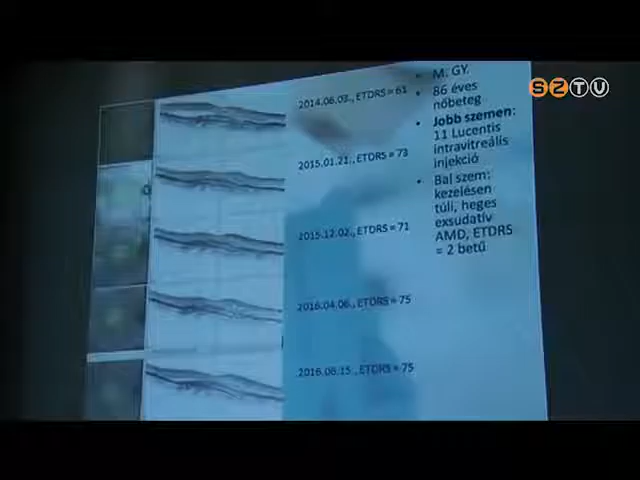 SZTV
2014.06.03., ETDRS = 61
2015.01.21., ETDRS = 73
2015.12.02., ETDRS = 71
2016.04.06., ETDRS = 75
2016.06.15., ETDRS = 75
• M. GY.
• 86 éves
nőbeteg
• Jobb szemen:
11 Lucentis
intravitreális
injekció
• Bal szem:
kezelésen
túli, heges
exsudatív
AMD, ETDRS
= 2 betű